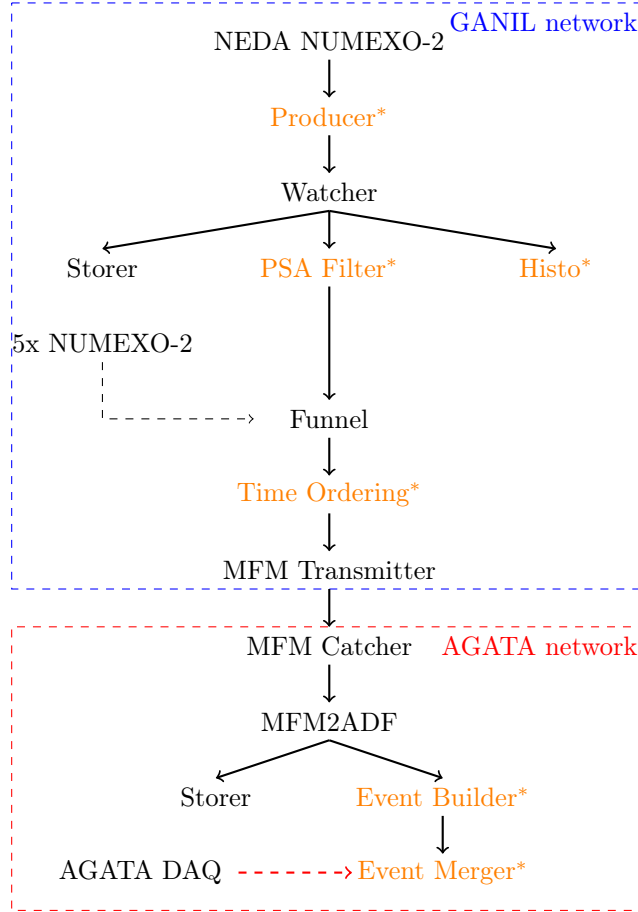 GANIL network
NEDA NUMEXO-2
Producer*
Watcher
Storer PSA Filter* Histo*
5x NUMEXO-2
Funnel
Time Ordering*
MFM Transmitter
MFM Catcher AGATA network
MFM2ADF
Storer Event Builder*
AGATA DAQ Event Merger*